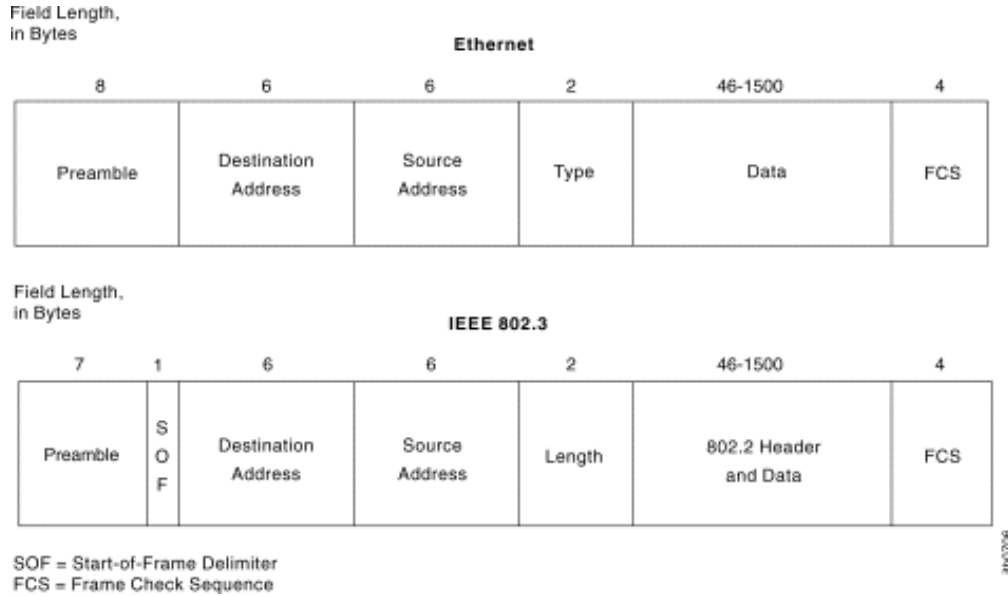 Field Length,
in Bytes
Ethernet
8 6 6 2 46-1500 4
Preamble
Destination
Address
Source
Address
Type
Data
FCS
Field Length,
in Bytes
IEEE 802.3
7 1 6 6 2 46-1500 4
Preamble
S
O
F
Destination
Address
Source
Address
Length
802.2 Header
and Data
FCS
SOF = Start-of-Frame Delimiter
FCS = Frame Check Sequence